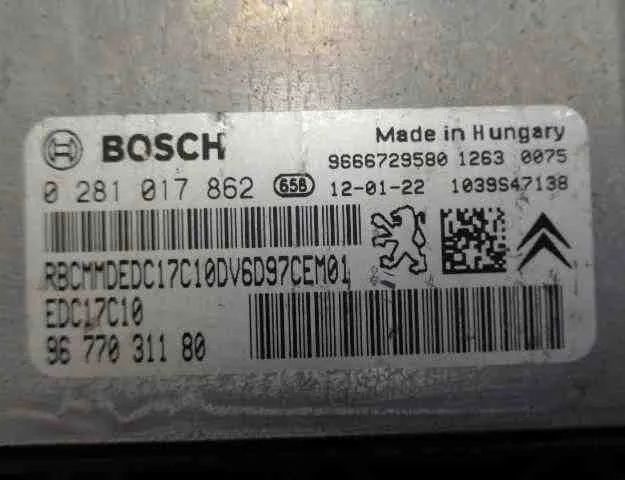 BOSCH
Made in Hungary
9666729580 1263 0075
0 281 017 862 658 12-01-22 1039S47138
RBCMMDEDC17C10DV6D97CEM01
EDC17C10
96 770 311 80